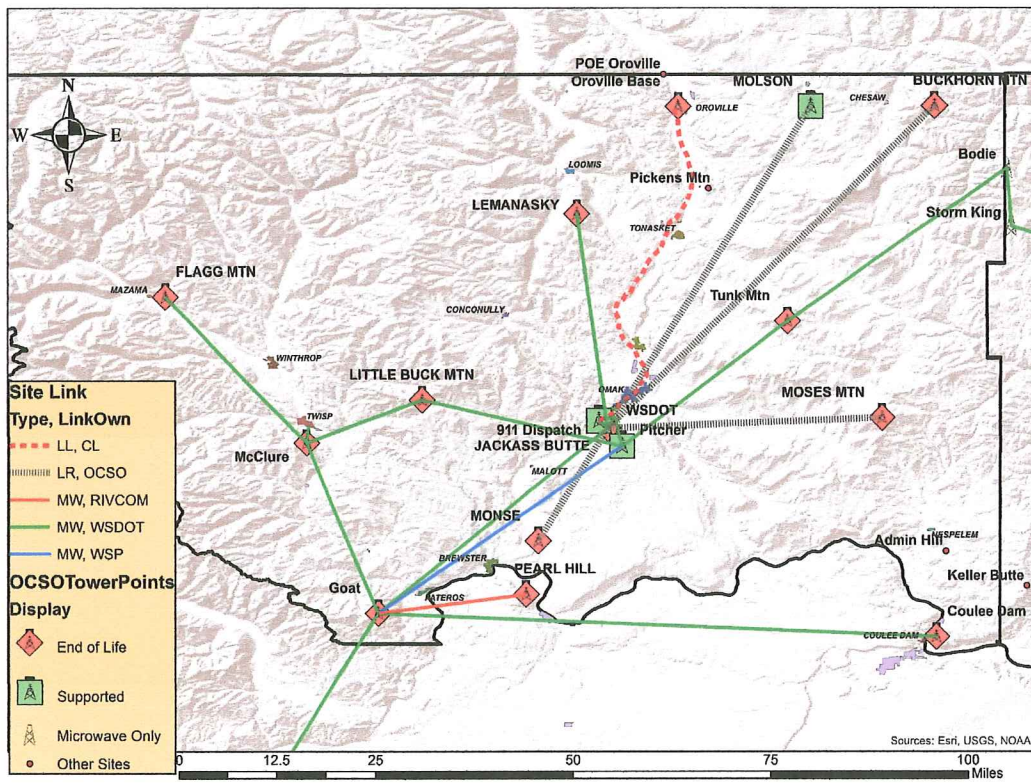 POE Oroville
Oroville Base
MOLSON
BUCKHORN MTN
N
W
E
S
OROVILLE
CHESAW
LOOMIS
Pickens Mtn
Bodie
LEMANASKY
TONASKET
Storm King
FLAGG MTN
MAZAMA
CONCONULLY
Tunk Mtn
WINTHROP
LITTLE BUCK MTN
OMAK
MOSES MTN
TWISP
WSDOT
911 Dispatch
Pitcher
JACKASS BUTTE
McClure
MALOTT
MONSE
NESPELEM
Admin Hill
BREWSTER
PEARL HILL
Keller Butte
Goat
PATEROS
Coulee Dam
COULEE DAM
Site Link
Type, LinkOwn
LL, CL
LR, OCSO
MW, RIVCOM
MW, WSDOT
MW, WSP
OCSOTowerPoints
Display
End of Life
Supported
Microwave Only
Other Sites
Sources: Esri, USGS, NOAA
0 12.5 25 50 75 100
Miles